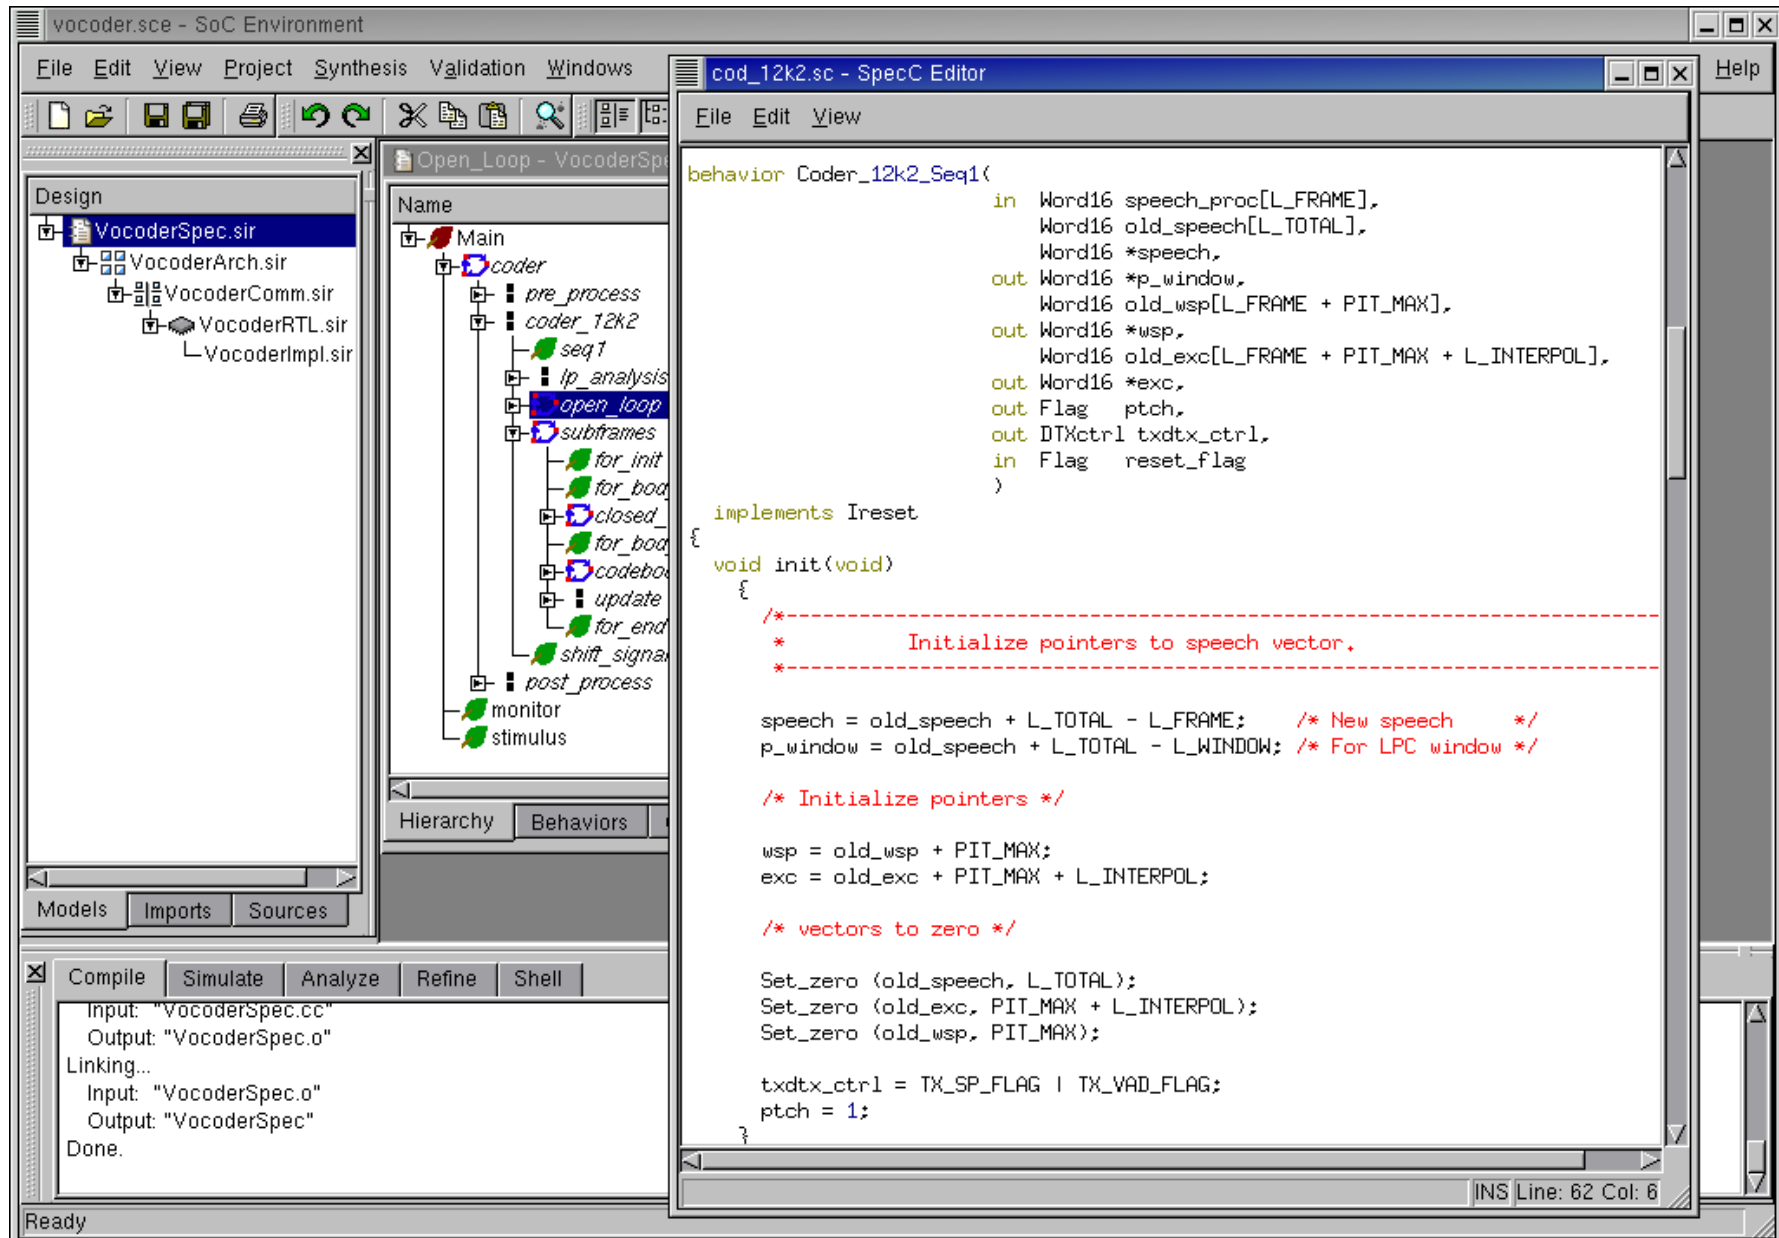 vocoder.sce - SoC Environment
File Edit View Project Synthesis Validation Windows
Help
Design
VocoderSpec.sir
VocoderArch.sir
VocoderComm.sir
VocoderRTL.sir
VocoderImpl.sir
Models Imports Sources
Open_Loop - VocoderSpe
Name
Main
coder
pre_process
coder_12k2
seq1
lp_analysis
open_loop
subframes
for_init
for_bod
closed_
for_bod
codeboo
update
for_end
shift_signal
post_process
monitor
stimulus
Hierarchy Behaviors
cod_12k2.sc - SpecC Editor
File Edit View
behavior Coder_12k2_Seq1(
in Word16 speech_proc[L_FRAME],
Word16 old_speech[L_TOTAL],
Word16 *speech,
out Word16 *p_window,
Word16 old_wsp[L_FRAME + PIT_MAX],
out Word16 *wsp,
Word16 old_exc[L_FRAME + PIT_MAX + L_INTERPOL],
out Word16 *exc,
out Flag ptch,
out DTXctrl txdtx_ctrl,
in Flag reset_flag
)
implements Ireset
{
void init(void)
{
/*------------------------------------------------------------------
* Initialize pointers to speech vector.
*------------------------------------------------------------------
speech = old_speech + L_TOTAL - L_FRAME; /* New speech */
p_window = old_speech + L_TOTAL - L_WINDOW; /* For LPC window */
/* Initialize pointers */
wsp = old_wsp + PIT_MAX;
exc = old_exc + PIT_MAX + L_INTERPOL;
/* vectors to zero */
Set_zero (old_speech, L_TOTAL);
Set_zero (old_exc, PIT_MAX + L_INTERPOL);
Set_zero (old_wsp, PIT_MAX);
txdtx_ctrl = TX_SP_FLAG | TX_VAD_FLAG;
ptch = 1;
}
INS Line: 62 Col: 6
Compile Simulate Analyze Refine Shell
Input: "VocoderSpec.cc"
Output: "VocoderSpec.o"
Linking...
Input: "VocoderSpec.o"
Output: "VocoderSpec"
Done.
Ready